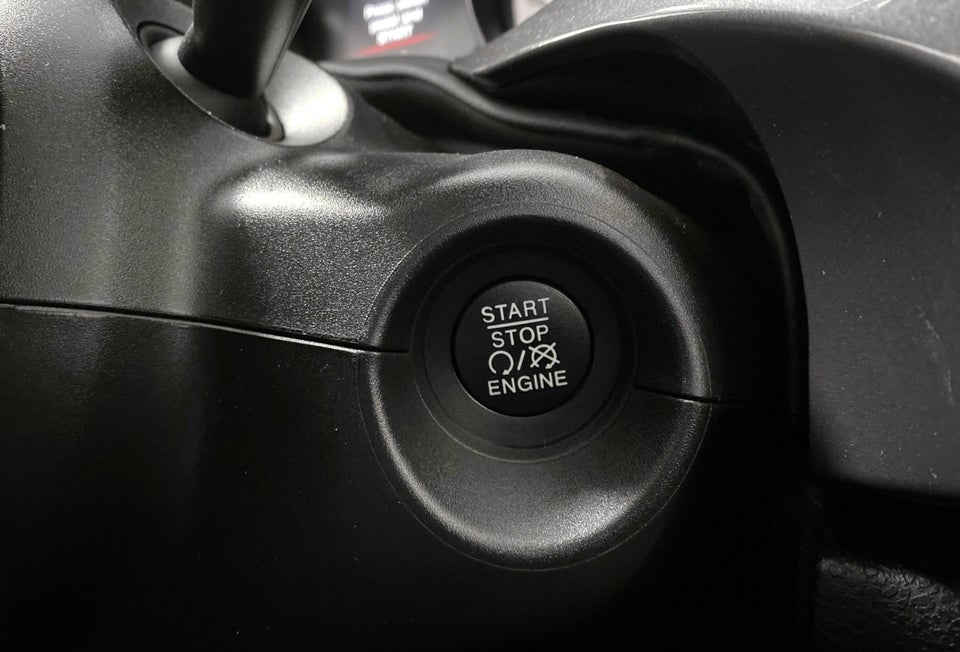 START
STOP
/
ENGINE